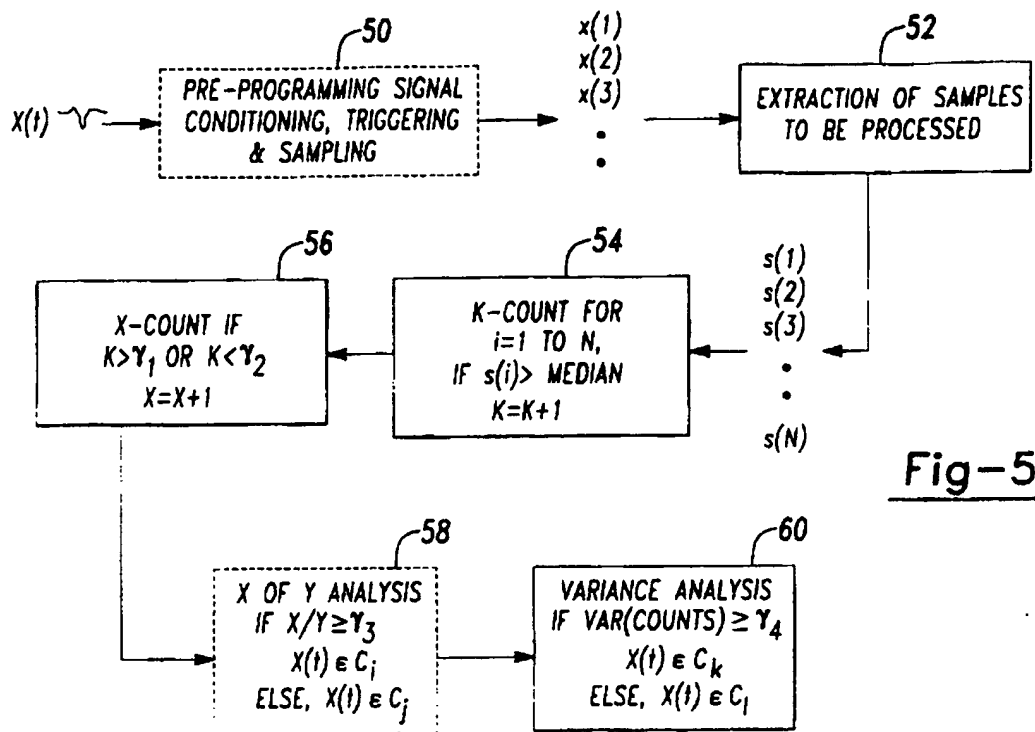 50
X(t)
PRE-PROGRAMMING SIGNAL
CONDITIONING, TRIGGERING
& SAMPLING
x(1)
x(2)
x(3)
52
EXTRACTION OF SAMPLES
TO BE PROCESSED
56
X-COUNT IF
K>γ1 OR K<γ2
X=X+1
54
K-COUNT FOR
i=1 TO N,
IF s(i)> MEDIAN
K=K+1
s(1)
s(2)
s(3)
s(N)
Fig-5
58
X OF Y ANALYSIS
IF X/Y≥γ3
X(t) ε Ci
ELSE, X(t) ε Cj
60
VARIANCE ANALYSIS
IF VAR(COUNTS)≥γ4
X(t) ε Ck
ELSE, X(t) ε Cl